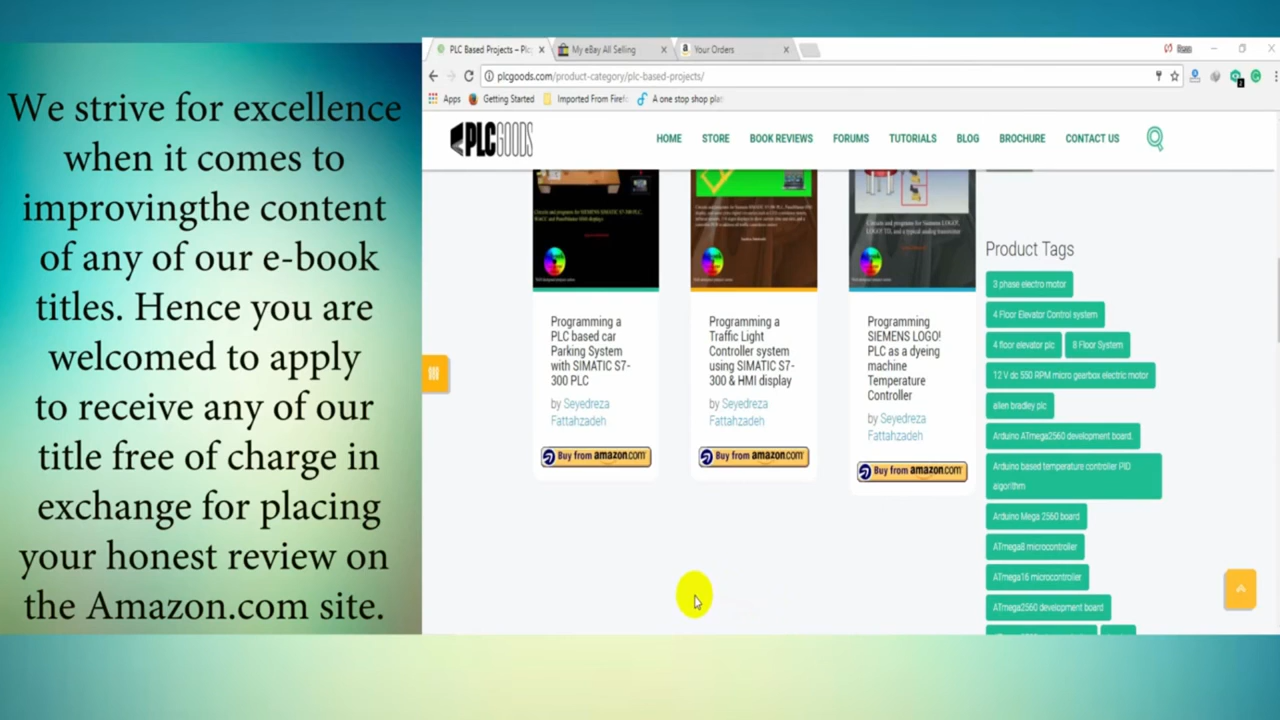 We strive for excellence
when it comes to
improvingthe content
of any of our e-book
titles. Hence you are
welcomed to apply
to receive any of our
title free of charge in
exchange for placing
your honest review on
the Amazon.com site.
PLC Based Projects – Plc
My eBay All Selling
Your Orders
plcgoods.com/product-category/plc-based-projects/
Apps
Getting Started
Imported From Firef
A one stop shop plat
PLCGOODS
HOME
STORE
BOOK REVIEWS
FORUMS
TUTORIALS
BLOG
BROCHURE
CONTACT US
Programming a
PLC based car
Parking System
with SIMATIC S7-
300 PLC
by Seyedreza
Fattahzadeh
Buy from amazon.com
Programming a
Traffic Light
Controller system
using SIMATIC S7-
300 & HMI display
by Seyedreza
Fattahzadeh
Buy from amazon.com
Programming
SIEMENS LOGO!
PLC as a dyeing
machine
Temperature
Controller
by Seyedreza
Fattahzadeh
Buy from amazon.com
Product Tags
3 phase electro motor
4 Floor Elevator Control system
4 floor elevator plc
8 Floor System
12 V dc 550 RPM micro gearbox electric motor
allen bradley plc
Arduino ATmega2560 development board.
Arduino based temperature controller PID
algorithm
Arduino Mega 2560 board
ATmega8 microcontroller
ATmega16 microcontroller
ATmega2560 development board